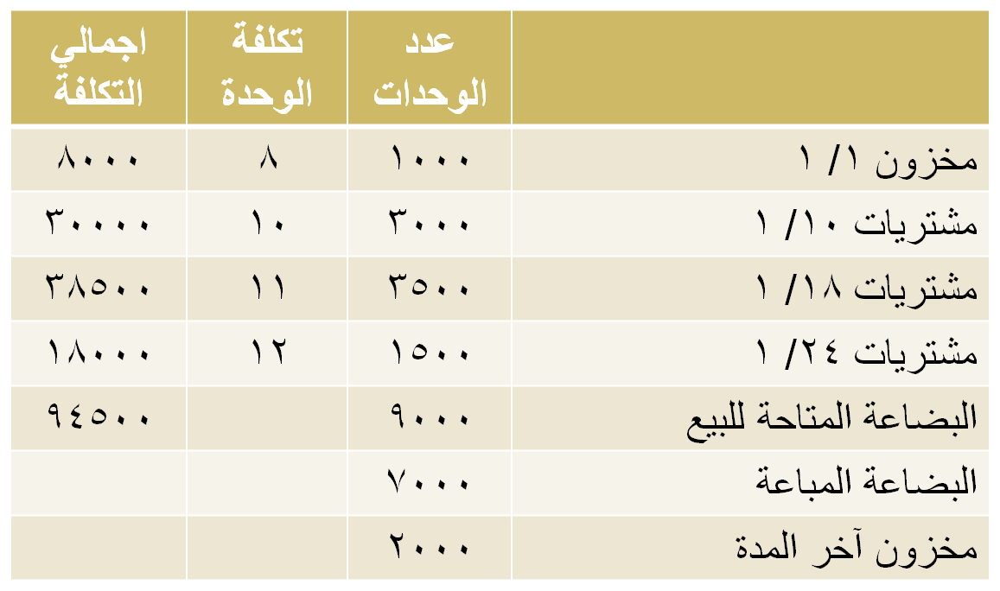 عدد الوحدات تكلفة الوحدة اجمالي التكلفة
مخزون ١/ ١ ١٠٠٠ ٨ ٨٠٠٠
مشتريات ١٠/ ١ ٣٠٠٠ ١٠ ٣٠٠٠٠
مشتريات ١٨/ ١ ٣٥٠٠ ١١ ٣٨٥٠٠
مشتريات ٢٤/ ١ ١٥٠٠ ١٢ ١٨٠٠٠
البضاعة المتاحة للبيع ٩٠٠٠ ٩٤٥٠٠
البضاعة المباعة ٧٠٠٠
مخزون آخر المدة ٢٠٠٠